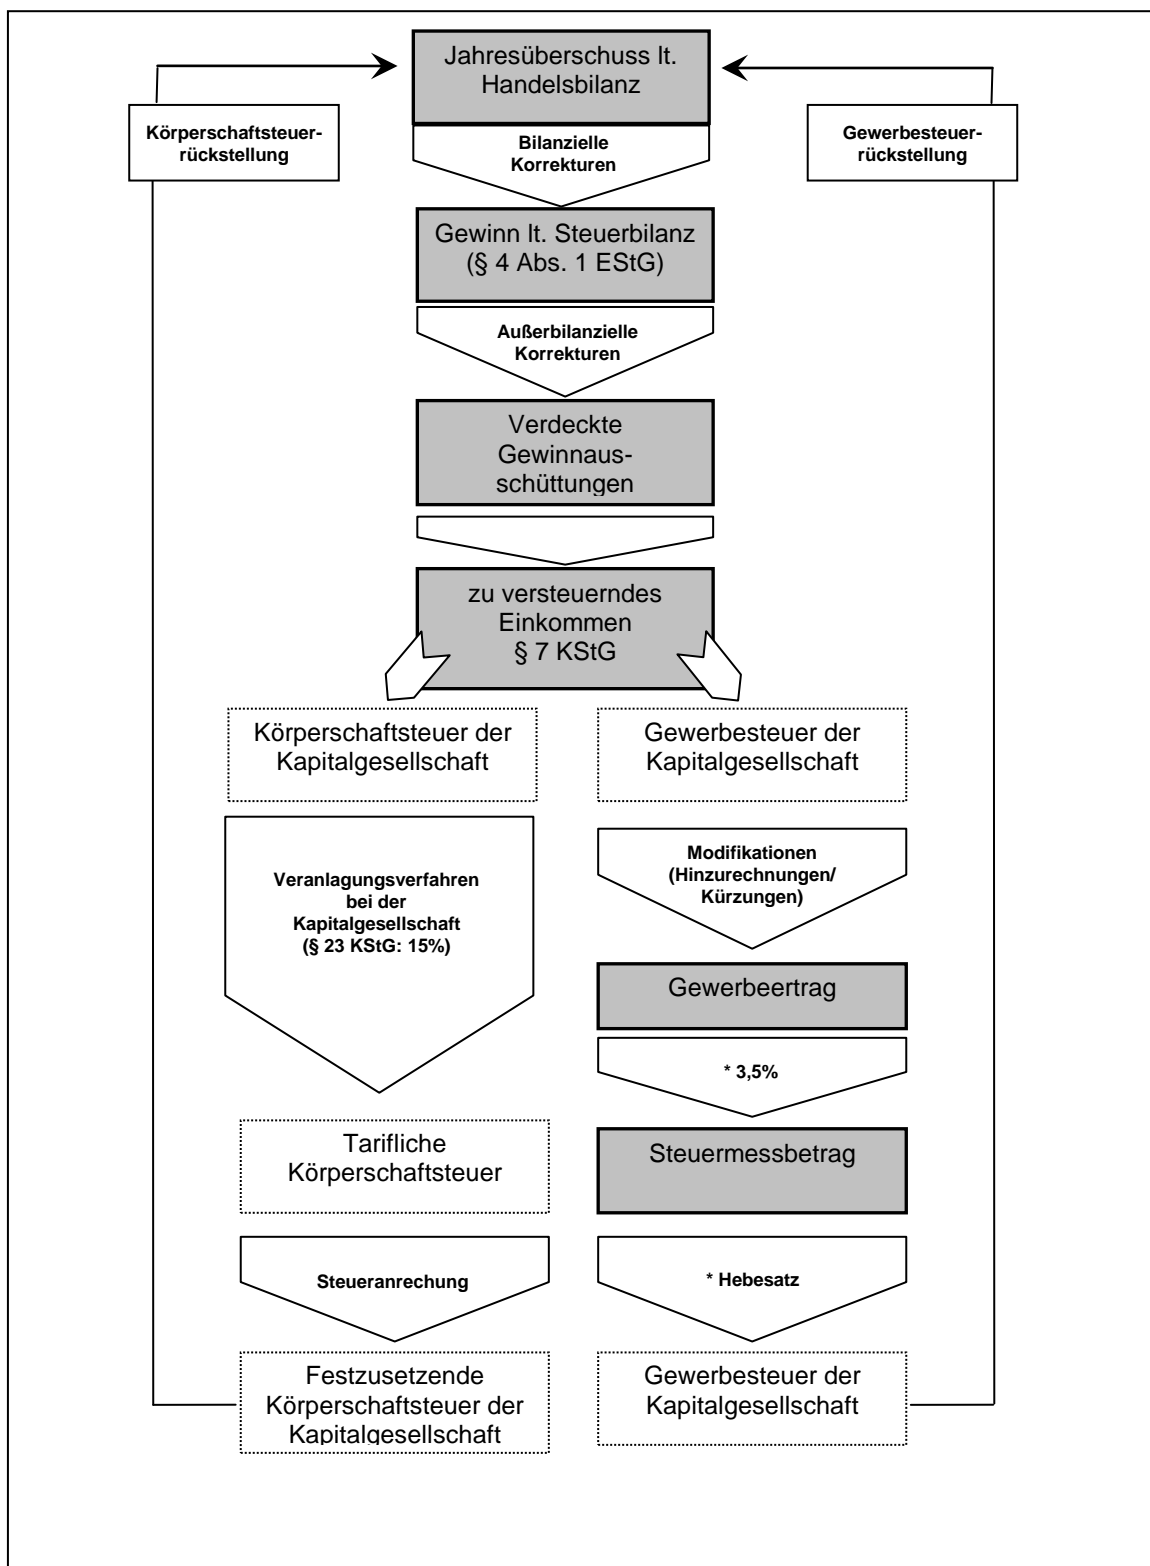 Jahresüberschuss lt.
Handelsbilanz
Körperschaftsteuer-
rückstellung
Gewerbesteuer-
rückstellung
Bilanzielle
Korrekturen
Gewinn lt. Steuerbilanz
(§ 4 Abs. 1 EStG)
Außerbilanzielle
Korrekturen
Verdeckte
Gewinnaus-
schüttungen
zu versteuerndes
Einkommen
§ 7 KStG
Körperschaftsteuer der
Kapitalgesellschaft
Gewerbesteuer der
Kapitalgesellschaft
Veranlagungsverfahren
bei der
Kapitalgesellschaft
(§ 23 KStG: 15%)
Modifikationen
(Hinzurechnungen/
Kürzungen)
Gewerbeertrag
* 3,5%
Tarifliche
Körperschaftsteuer
Steuermessbetrag
Steueranrechung
* Hebesatz
Festzusetzende
Körperschaftsteuer der
Kapitalgesellschaft
Gewerbesteuer der
Kapitalgesellschaft